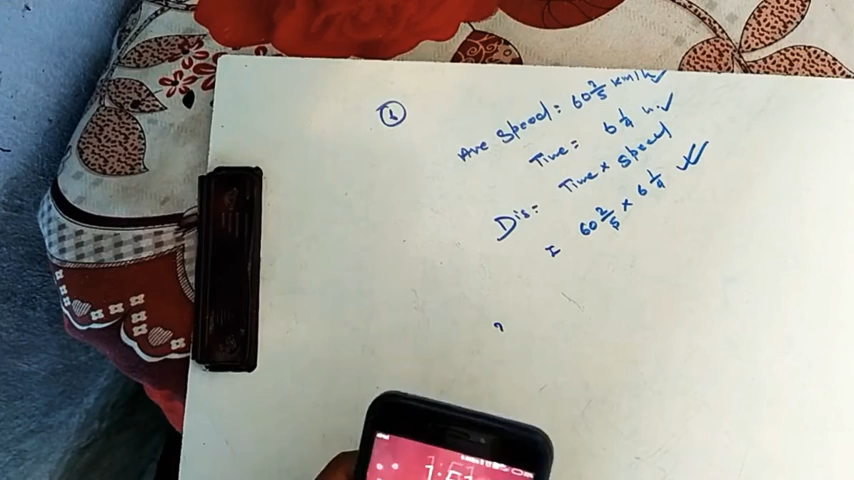 6
Ave Speed: 60 2/5 km/h
Time= 6 1/4 h.
Dis= Time × Speed
= 60 2/5 × 6 1/4